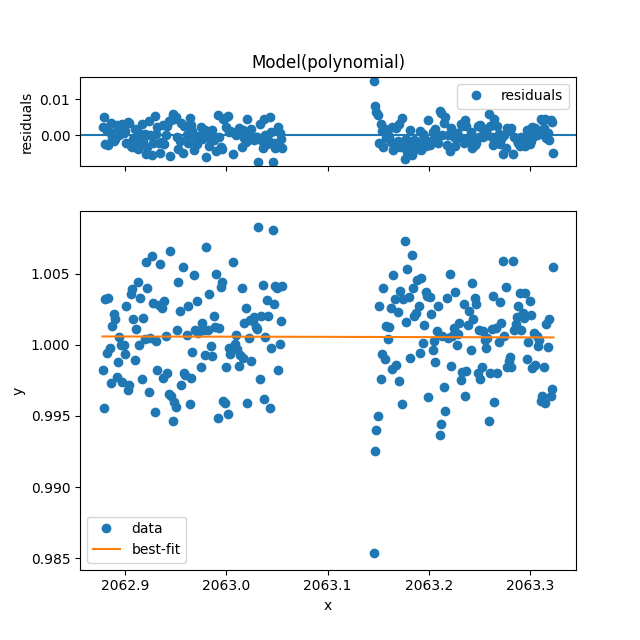 Model(polynomial)
residuals
0.01
0.00
residuals
1.005
1.000
0.995
0.990
0.985
y
data
best-fit
2062.9 2063.0 2063.1 2063.2 2063.3
x